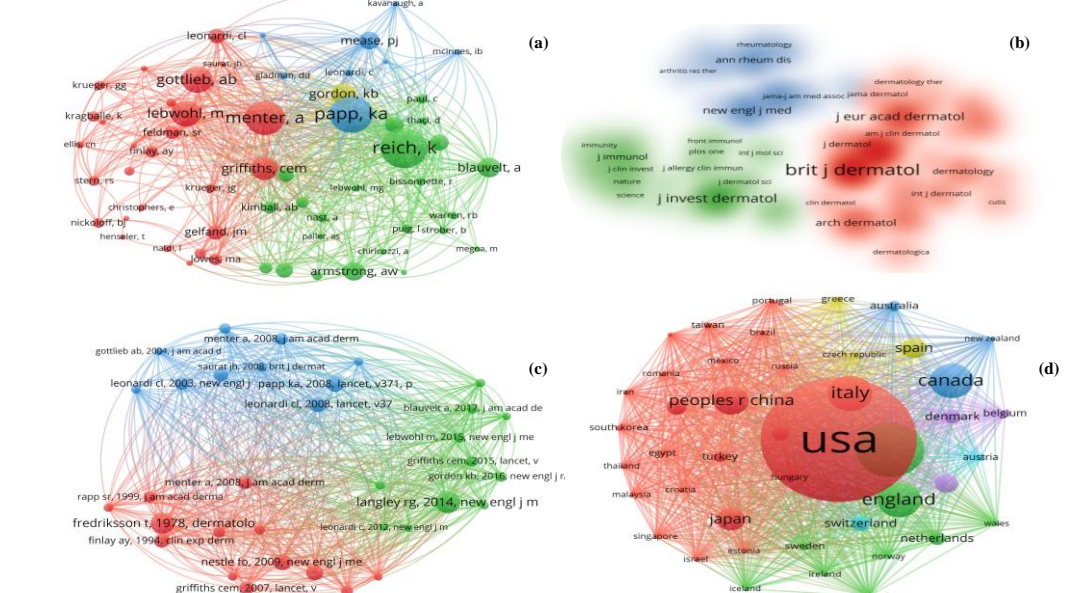 kavanaugh, a
leonardi, cl
mease, pj
(a)
mcinnes, ib
saurat, jh
gladman, dd
leonardi, c
krueger, gg
gottlieb, ab
gordon, kb
paul, c
kragballe, k
lebwohl, m
menter, a
papp, ka
thaci, d
feldman, sr
ellis, cn
finlay, ay
reich, k
stern, rs
griffiths, cem
blauvelt, a
krueger, jg
lebwohl, mg
bissonnette, r
christophers, e
kimball, ab
nast, a
warren, rb
nickoloff, bj
henseler, t
gelfand, jm
paller, as
puig, l
strober, b
naldi, l
lowes, ma
chiricozzi, a
megna, m
armstrong, aw
rheumatology
(b)
ann rheum dis
arthritis res ther
dermatology ther
jama-j am med assoc
jama dermatol
new engl j med
j eur acad dermatol
am j clin dermatol
immunity
front immunol
j dermatol
j immunol
plos one
int j mol sci
j clin invest
j allergy clin immun
brit j dermatol
dermatology
nature
j dermatol sci
science
j invest dermatol
int j dermatol
clin dermatol
cutis
arch dermatol
dermatologica
menter a, 2008, j am acad derm
gottlieb ab, 2004, j am acad d
saurat jh, 2008, brit j dermat
(c)
leonardi cl, 2003, new engl j
papp ka, 2008, lancet, v371, p
leonardi cl, 2008, lancet, v37
blauvelt a, 2017, j am acad de
lebwohl m, 2015, new engl j me
griffiths cem, 2015, lancet, v
gordon kb, 2016, new engl j
menter a, 2008, j am acad derm
rapp sr, 1999, j am acad derma
langley rg, 2014, new engl j m
fredriksson t, 1978, dermatolo
leonardi c, 2012, new engl j m
finlay ay, 1994, clin exp derm
nestle fo, 2009, new engl j me
griffiths cem, 2007, lancet, v
portugal
greece
australia
taiwan
brazil
new zealand
spain
czech republic
mexico
russia
(d)
romania
canada
iran
italy
peoples r china
denmark
belgium
south korea
usa
egypt
turkey
austria
thailand
hungary
malaysia
croatia
england
japan
switzerland
wales
singapore
netherlands
estonia
sweden
israel
norway
ireland
iceland